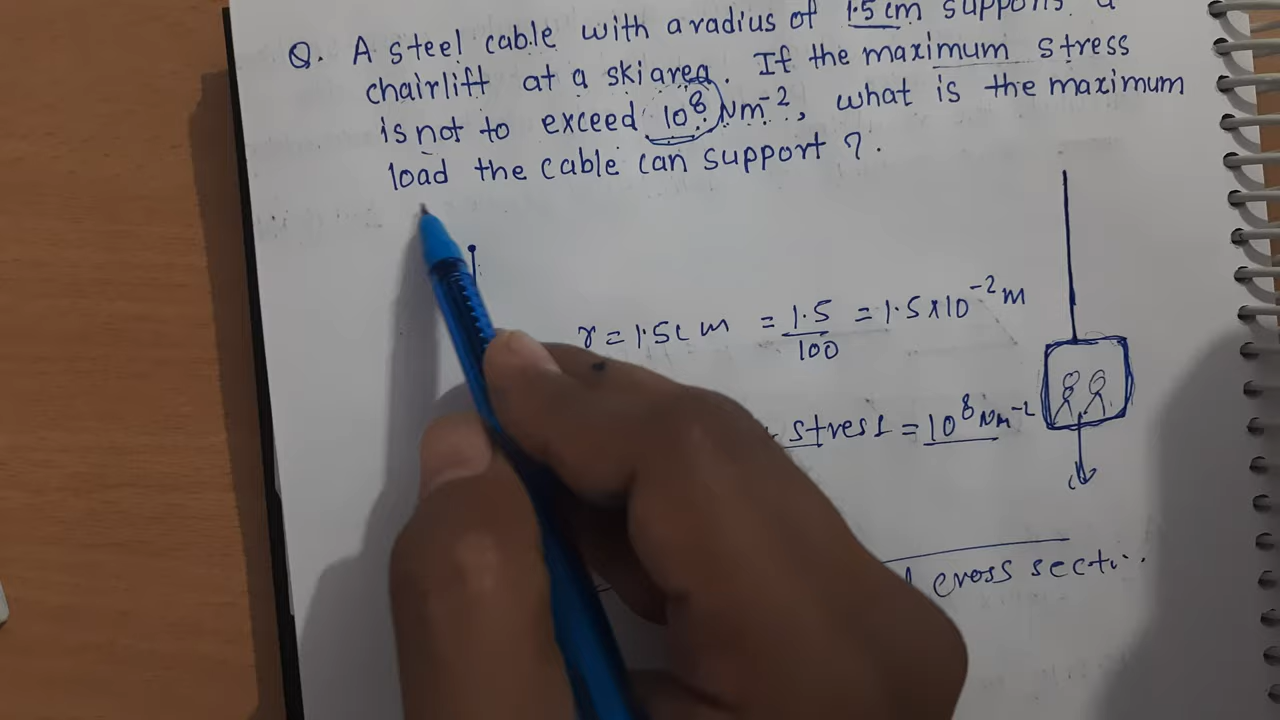 Q. A steel cable with a radius of 1.5 cm supports a
chairlift at a ski area. If the maximum stress
is not to exceed 10⁸ Nm⁻², what is the maximum
load the cable can support ?.
r = 1.5 cm = 1.5/100 = 1.5 x 10⁻² m
stress = 10⁸ Nm⁻²
cross secti